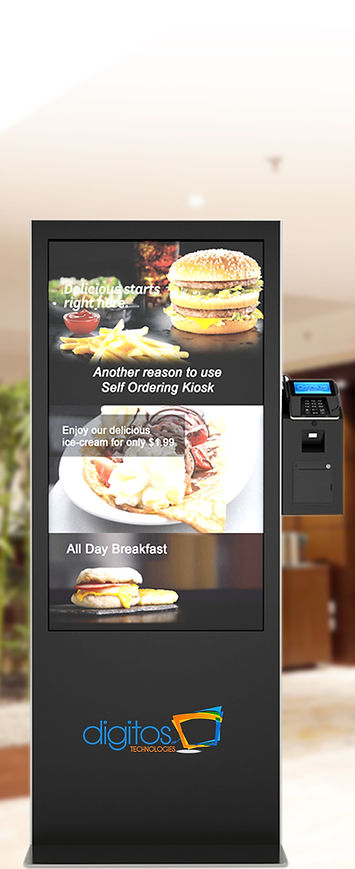 Delicious starts
right here.
Another reason to use
Self Ordering Kiosk
Enjoy our delicious
ice-cream for only $1.99
All Day Breakfast
digitos
TECHNOLOGIES